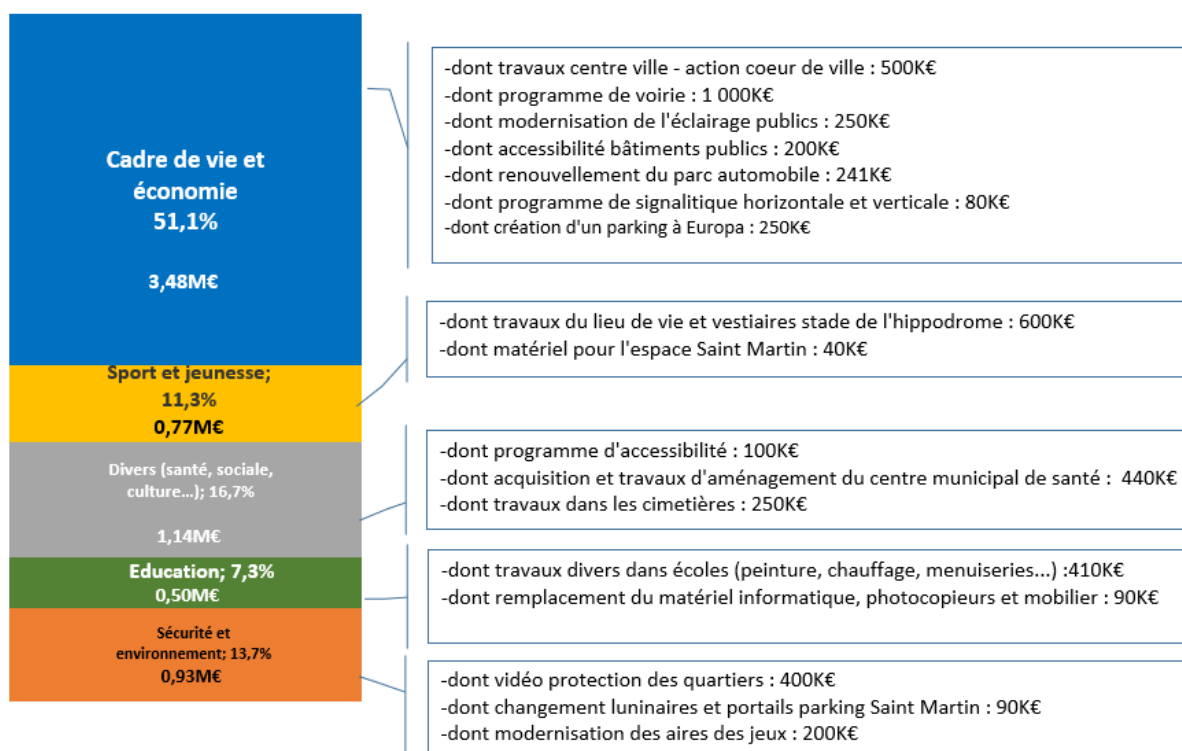 Cadre de vie et
économie
51,1%
3,48M€
-dont travaux centre ville - action coeur de ville : 500K€
-dont programme de voirie : 1 000K€
-dont modernisation de l'éclairage publics : 250K€
-dont accessibilité bâtiments publics : 200K€
-dont renouvellement du parc automobile : 241K€
-dont programme de signalitique horizontale et verticale : 80K€
-dont création d'un parking à Europa : 250K€
Sport et jeunesse;
11,3%
0,77M€
-dont travaux du lieu de vie et vestiaires stade de l'hippodrome : 600K€
-dont matériel pour l'espace Saint Martin : 40K€
Divers (santé, sociale,
culture...); 16,7%
1,14M€
-dont programme d'accessibilité : 100K€
-dont acquisition et travaux d'aménagement du centre municipal de santé : 440K€
-dont travaux dans les cimetières : 250K€
Education; 7,3%
0,50M€
-dont travaux divers dans écoles (peinture, chauffage, menuiseries...) :410K€
-dont remplacement du matériel informatique, photocopieurs et mobilier : 90K€
Sécurité et
environnement; 13,7%
0,93M€
-dont vidéo protection des quartiers : 400K€
-dont changement luninaires et portails parking Saint Martin : 90K€
-dont modernisation des aires des jeux : 200K€